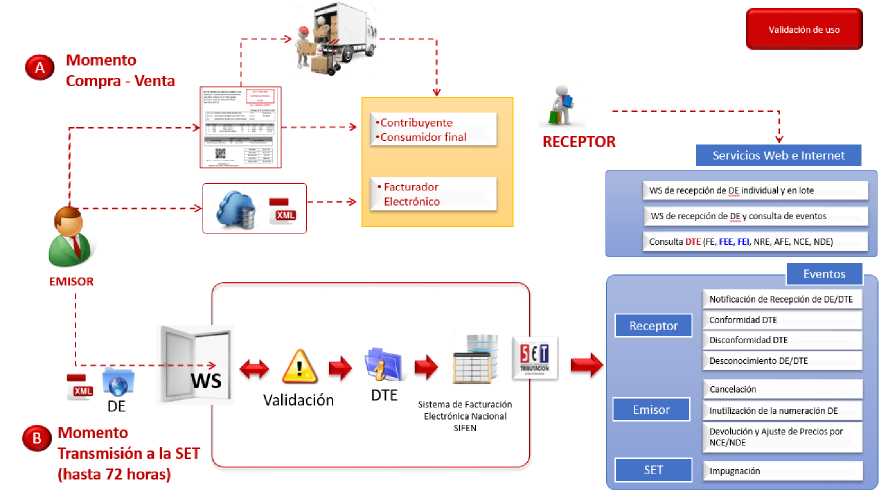 Validación de uso
A
Momento
Compra - Venta
•Contribuyente
•Consumidor final
RECEPTOR
Servicios Web e Internet
WS de recepción de DE individual y en lote
WS de recepción de DE y consulta de eventos
Consulta DTE (FE, FEE, FEI, NRE, AFE, NCE, NDE)
XML
• Facturador
Electrónico
EMISOR
Eventos
Receptor
Notificación de Recepción de DE/DTE
Conformidad DTE
Disconformidad DTE
Desconocimiento DE/DTE
Emisor
Cancelación
Inutilización de la numeración DE
Devolución y Ajuste de Precios por
NCE/NDE
SET
Impugnación
XML
DE
WS
Validación
DTE
Sistema de Facturación
Electrónica Nacional
SIFEN
SET
TRIBUTACIÓN
B
Momento
Transmisión a la SET
(hasta 72 horas)